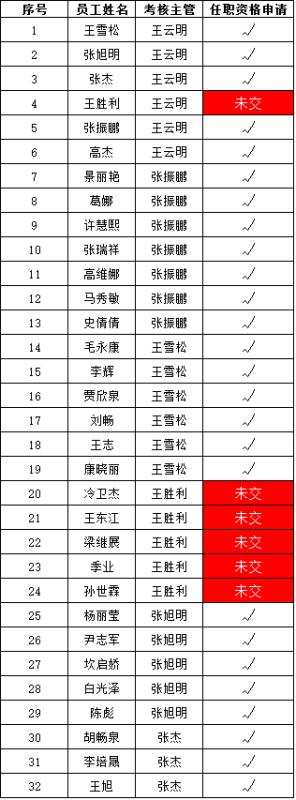 序号 员工姓名 考核主管 任职资格申请
1 王雪松 王云明 √
2 张旭明 王云明 √
3 张杰 王云明 √
4 王胜利 王云明 未交
5 张振鹏 王云明 √
6 高杰 王云明 √
7 景丽艳 张振鹏 √
8 葛娜 张振鹏 √
9 许慧熙 张振鹏 √
10 张瑞祥 张振鹏 √
11 高维娜 张振鹏 √
12 马秀敏 张振鹏 √
13 史倩倩 张振鹏 √
14 毛永康 王雪松 √
15 李辉 王雪松 √
16 贾欣泉 王雪松 √
17 刘畅 王雪松 √
18 王志 王雪松 √
19 康晓丽 王雪松 √
20 冷卫杰 王胜利 未交
21 王东江 王胜利 未交
22 梁继展 王胜利 未交
23 季业 王胜利 未交
24 孙世霖 王胜利 未交
25 杨丽莹 张旭明 √
26 尹志军 张旭明 √
27 坎启娇 张旭明 √
28 白光泽 张旭明 √
29 陈彪 张旭明 √
30 胡畅泉 张杰 √
31 李培晟 张杰 √
32 王旭 张杰 √